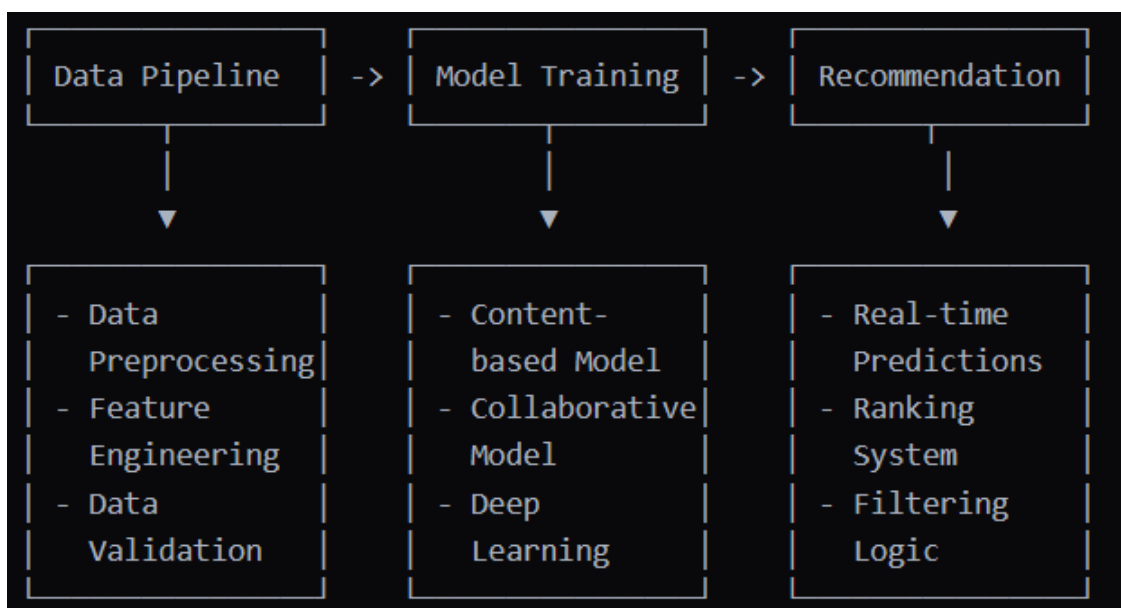 Data Pipeline -> Model Training -> Recommendation
- Data
Preprocessing
- Feature
Engineering
- Data
Validation
- Content-
based Model
- Collaborative
Model
- Deep
Learning
- Real-time
Predictions
- Ranking
System
- Filtering
Logic